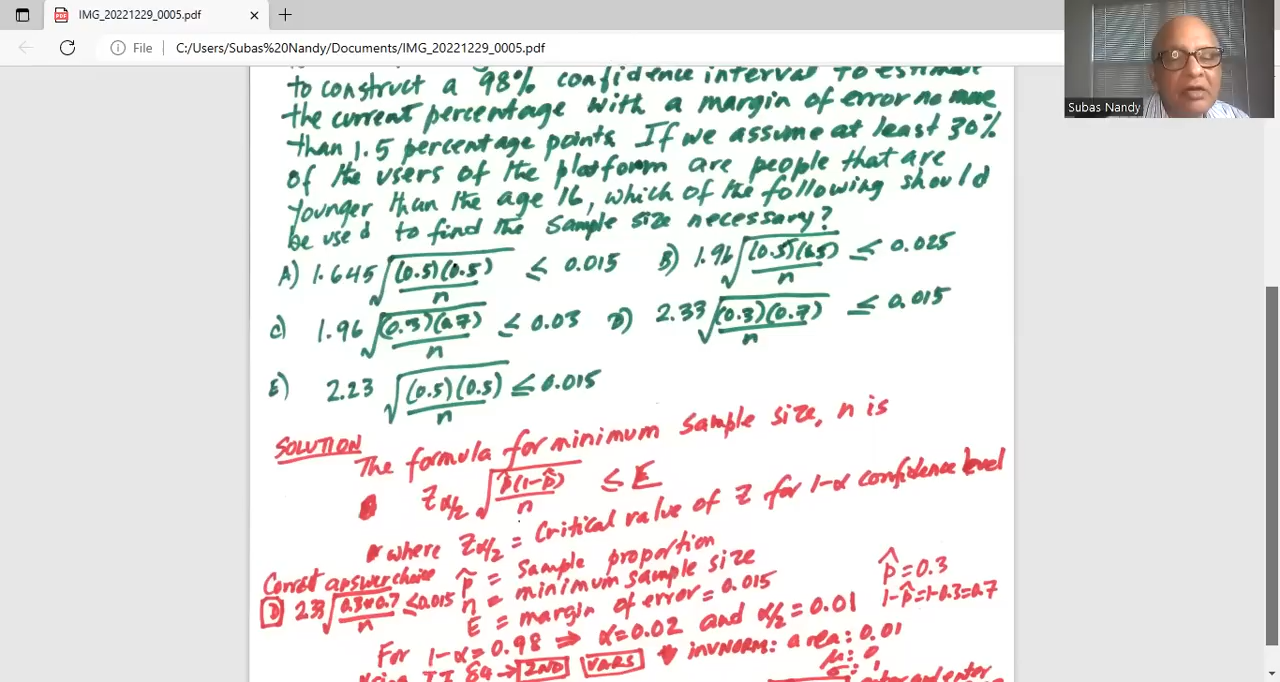 IMG_20221229_0005.pdf
File C:/Users/Subas%20Nandy/Documents/IMG_20221229_0005.pdf
Subas Nandy
to construct a 98% confidence interval to estimate
the current percentage with a margin of error no more
than 1.5 percentage points. If we assume at least 30%
of the users of the platform are people that are
younger than the age 16, which of the following should
be used to find the sample size necessary?
A) 1.645 √((0.5)(0.5)/n) ≤ 0.015 B) 1.96 √((0.5)(0.5)/n) ≤ 0.025
C) 1.96 √((0.3)(0.7)/n) ≤ 0.03 D) 2.33 √((0.3)(0.7)/n) ≤ 0.015
E) 2.23 √((0.5)(0.5)/n) ≤ 0.015
SOLUTION
The formula for minimum sample size, n is
Zα/2 √(p̂(1-p̂)/n) ≤ E
where Zα/2 = Critical value of Z for 1-α confidence level
p̂ = sample proportion
n = minimum sample size
E = margin of error = 0.015
p̂ = 0.3
1-p̂ = 1-0.3 = 0.7
Correct answer choice
D 2.33 √(0.3*0.7/n) ≤ 0.015
For 1-α = 0.98 ⇒ α = 0.02 and α/2 = 0.01
84 → 2ND VARS invNORM: area: 0.01
μ: 0
σ: 1
enter